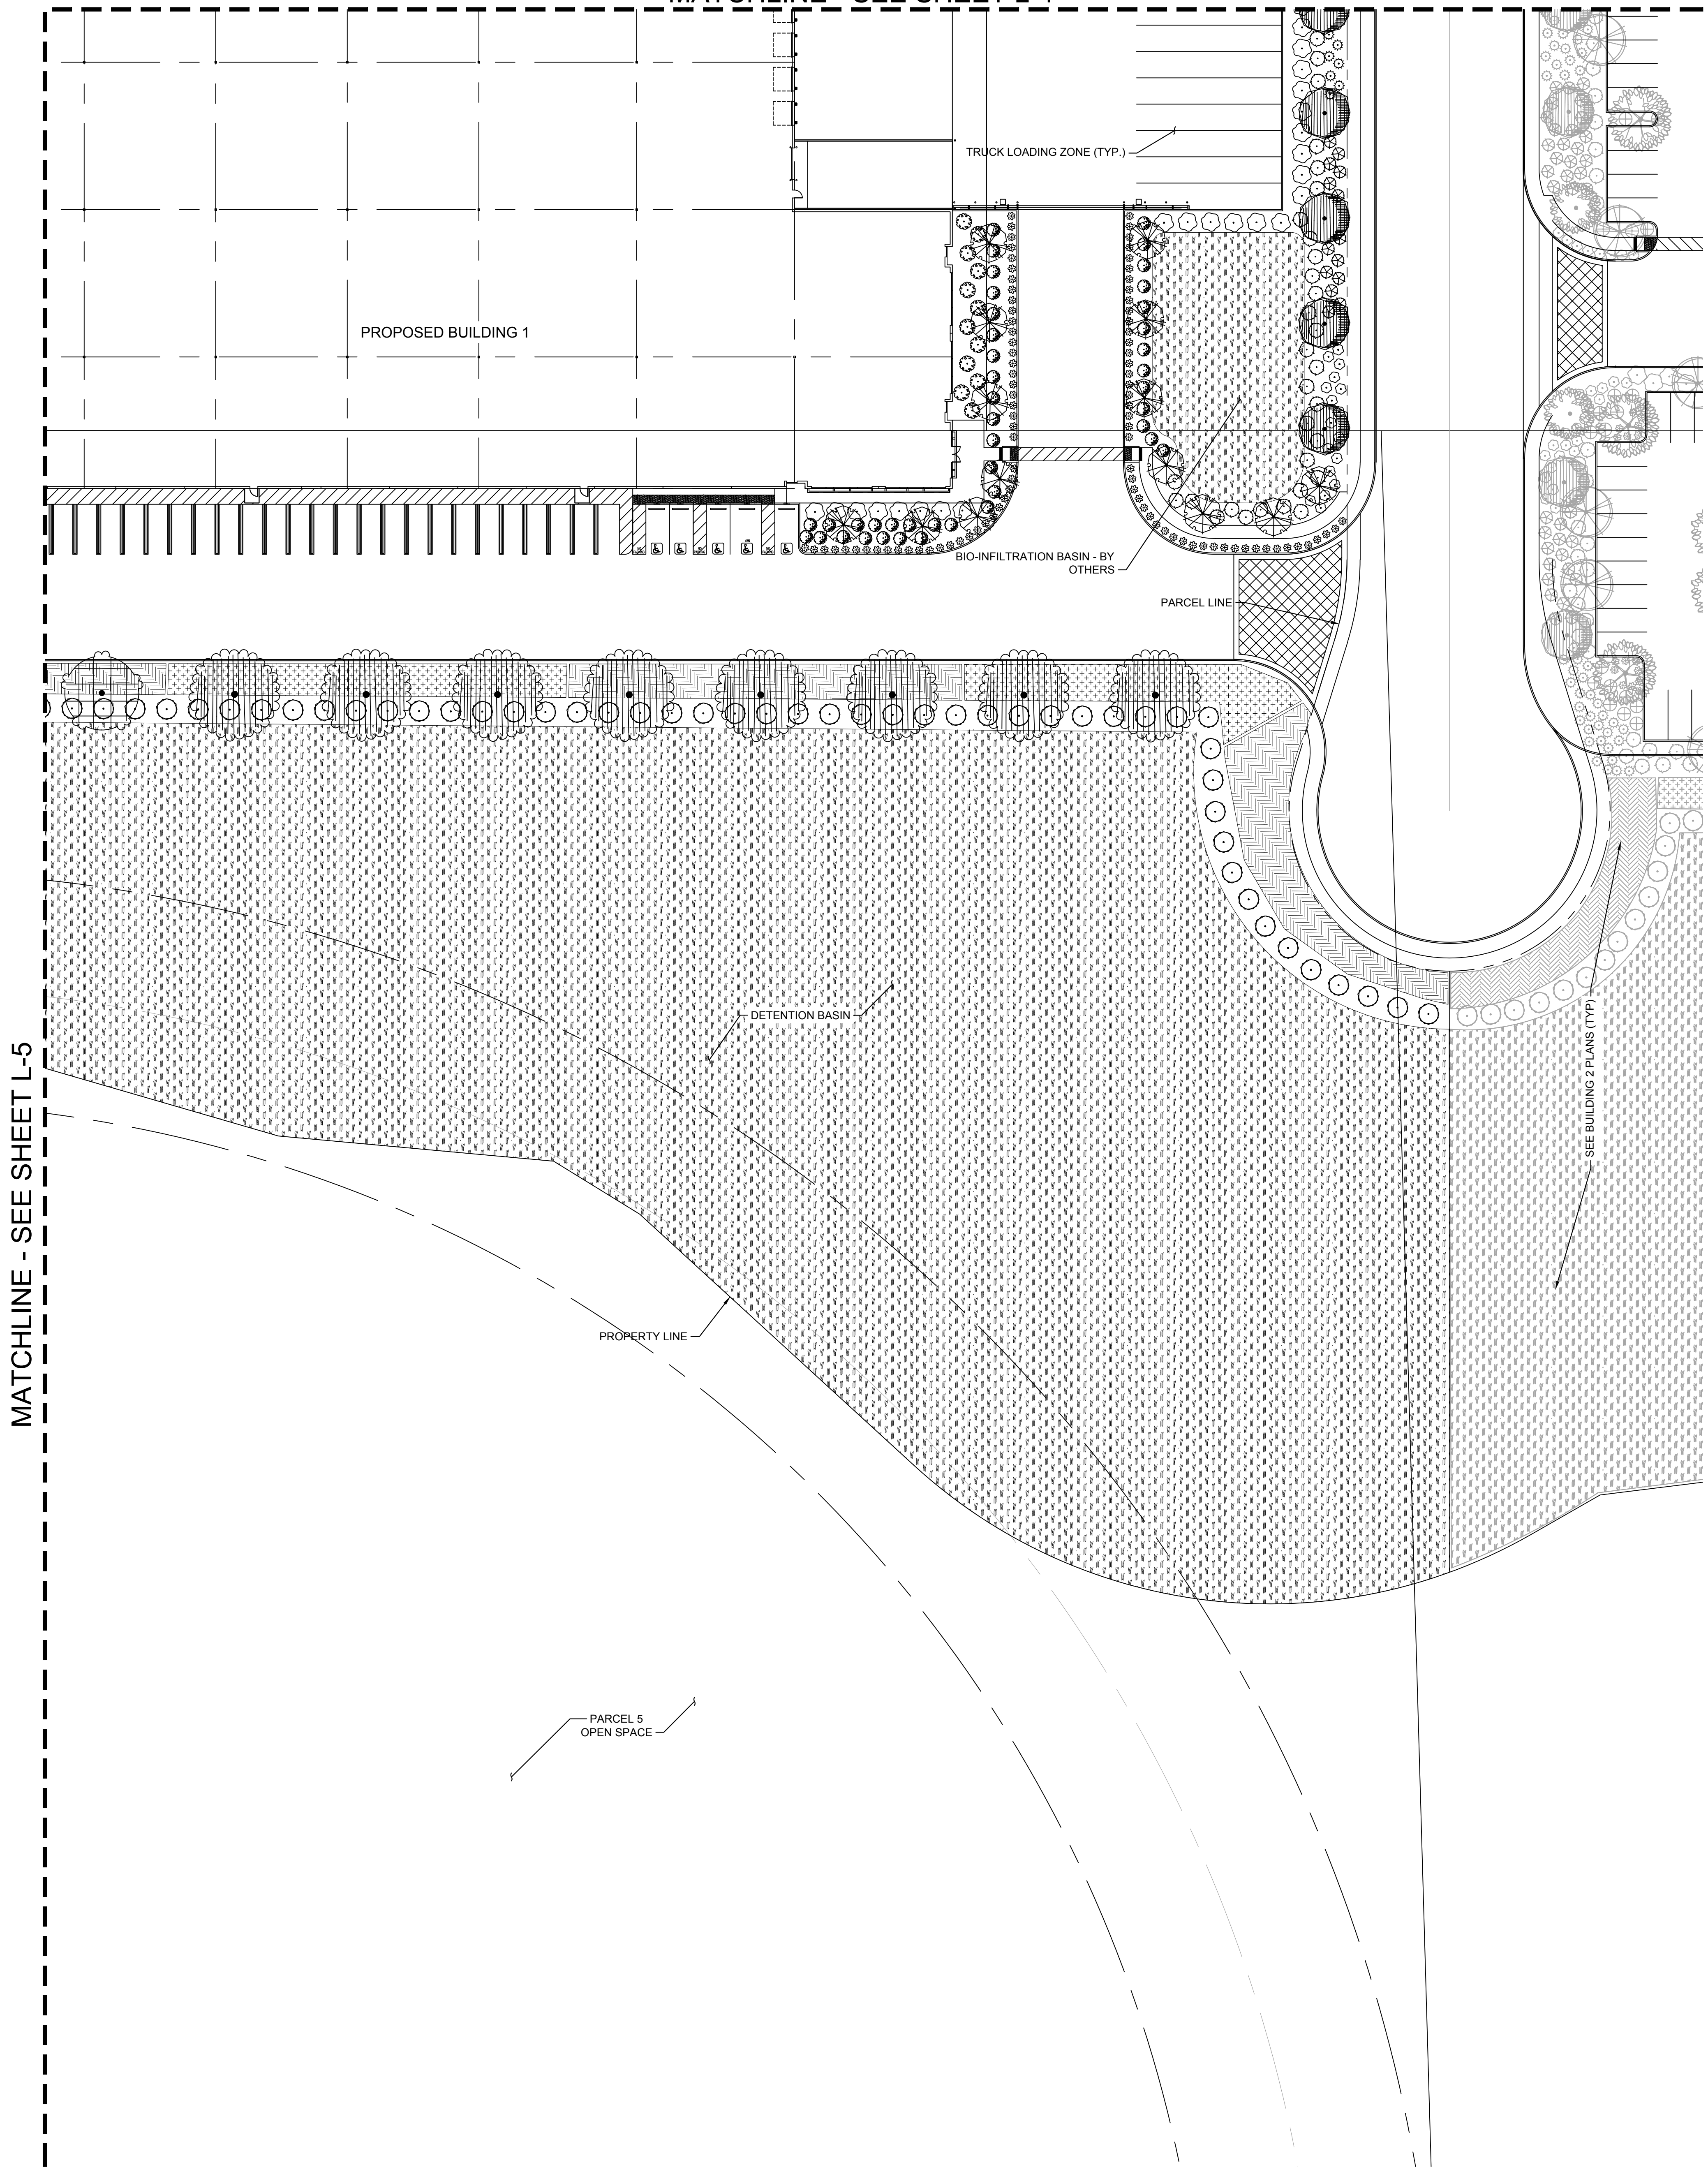 TRUCK LOADING ZONE (TYP.)
PROPOSED BUILDING 1
BIO-INFILTRATION BASIN - BY
OTHERS
PARCEL LINE
DETENTION BASIN
SEE BUILDING 2 PLANS (TYP)
MATCHLINE - SEE SHEET L-5
PROPERTY LINE
PARCEL 5
OPEN SPACE